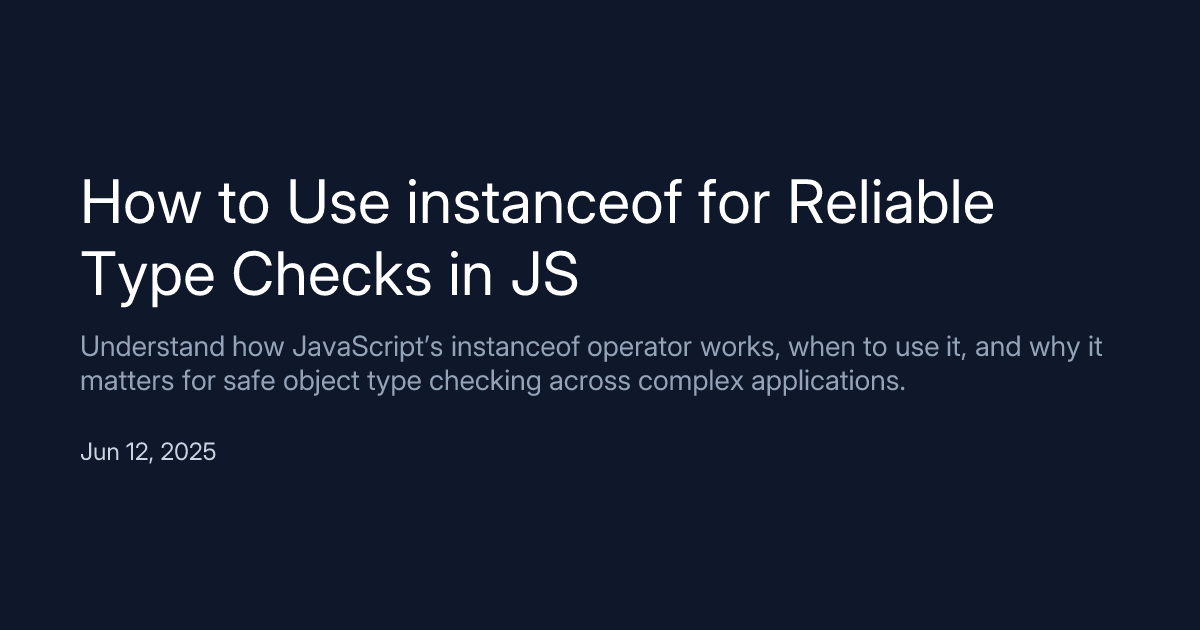 How to Use instanceof for Reliable
Type Checks in JS
Understand how JavaScript’s instanceof operator works, when to use it, and why it
matters for safe object type checking across complex applications.
Jun 12, 2025